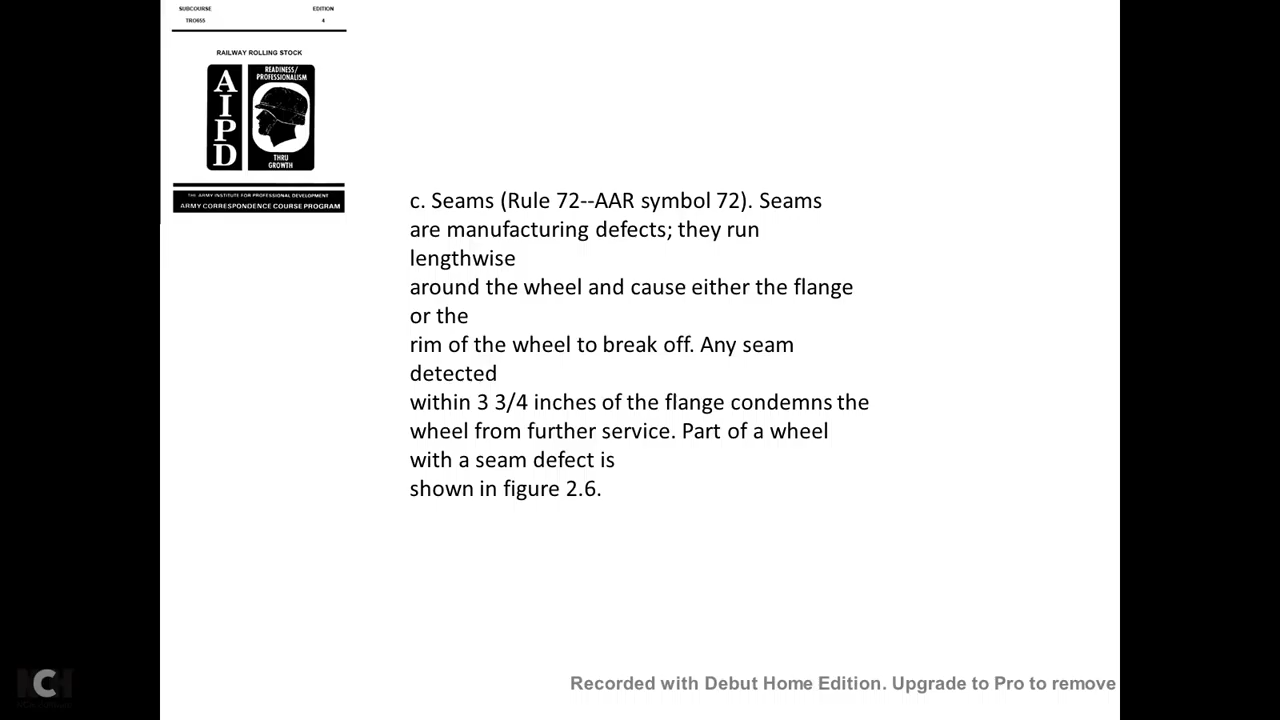 SUBCOURSE EDITION
TRO655 4
RAILWAY ROLLING STOCK
A
I
P
D
READINESS/
PROFESSIONALISM
THRU
GROWTH
THE ARMY INSTITUTE FOR PROFESSIONAL DEVELOPMENT
ARMY CORRESPONDENCE COURSE PROGRAM
c. Seams (Rule 72--AAR symbol 72). Seams
are manufacturing defects; they run
lengthwise
around the wheel and cause either the flange
or the
rim of the wheel to break off. Any seam
detected
within 3 3/4 inches of the flange condemns the
wheel from further service. Part of a wheel
with a seam defect is
shown in figure 2.6.
Recorded with Debut Home Edition. Upgrade to Pro to remove